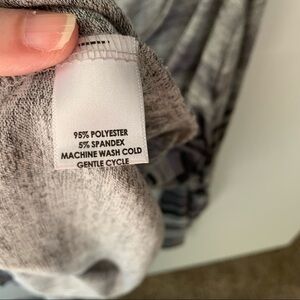 95% POLYESTER
5% SPANDEX
MACHINE WASH COLD
GENTLE CYCLE